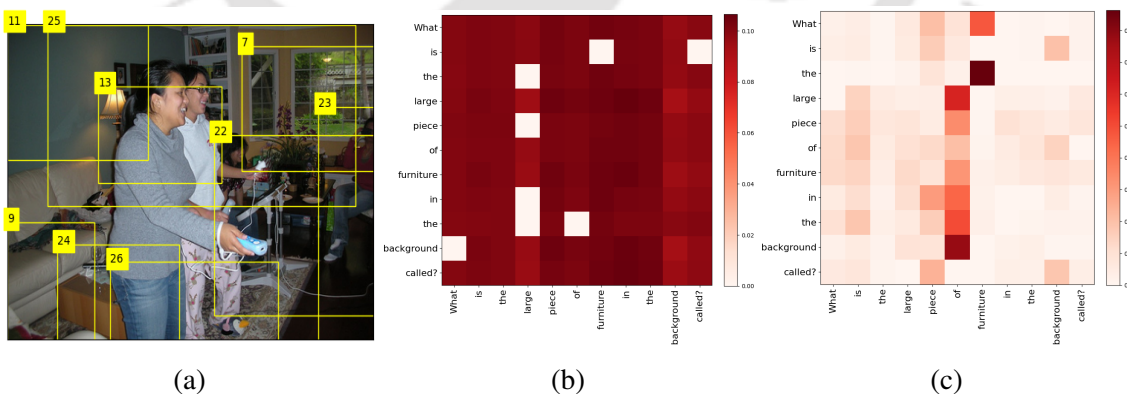 11
25
7
13
23
22
9
24
26
What
is
the
large
piece
of
furniture
in
the
background
called?
What
is
the
large
piece
of
furniture
in
the
background
called?
0.10
0.08
0.06
0.04
0.02
0.00
What
is
the
large
piece
of
furniture
in
the
background
called?
What
is
the
large
piece
of
furniture
in
the
background
called?
(a)
(b)
(c)